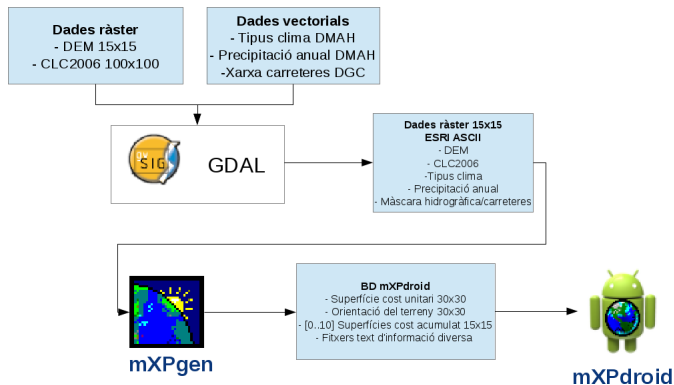 Dades ràster
- DEM 15x15
- CLC2006 100x100
Dades vectorials
- Tipus clima DMAH
- Precipitació anual DMAH
-Xarxa carreteres DGC
SIG
GDAL
Dades ràster 15x15
ESRI ASCII
- DEM
- CLC2006
-Tipus clima
- Precipitació anual
- Màscara hidrogràfica/carreteres
mXPgen
BD mXPdroid
- Superfície cost unitari 30x30
- Orientació del terreny 30x30
- [0..10] Superfícies cost acumulat 15x15
- Fitxers text d'informació diversa
mXPdroid